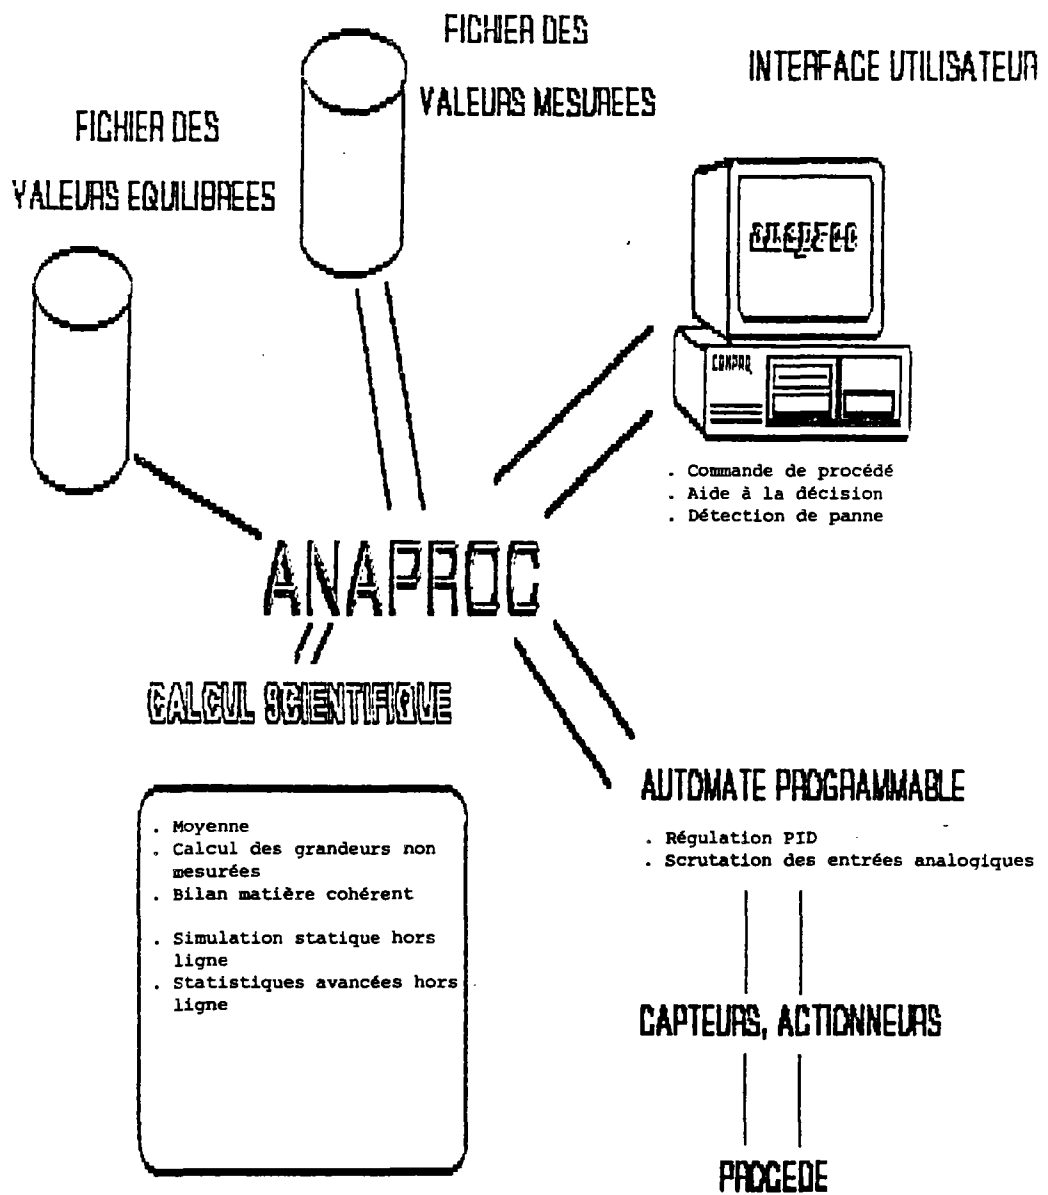 FICHIER DES
VALEURS MESUREES
INTERFACE UTILISATEUR
FICHIER DES
VALEURS EQUILIBREES
COMPAQ
. Commande de procédé
. Aide à la décision
. Détection de panne
ANAPROC
CALCUL SCIENTIFIQUE
. Moyenne
. Calcul des grandeurs non
mesurées
. Bilan matière cohérent
. Simulation statique hors
ligne
. Statistiques avancées hors
ligne
AUTOMATE PROGRAMMABLE
. Régulation PID
. Scrutation des entrées analogiques
CAPTEURS, ACTIONNEURS
PROCEDE